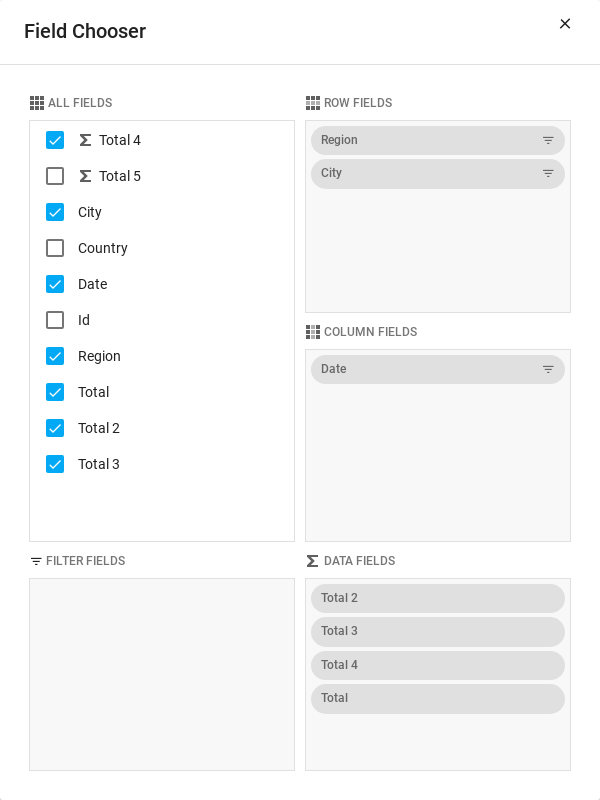 Field Chooser
ALL FIELDS
Total 4
Total 5
City
Country
Date
Id
Region
Total
Total 2
Total 3
ROW FIELDS
Region
City
COLUMN FIELDS
Date
FILTER FIELDS
DATA FIELDS
Total 2
Total 3
Total 4
Total